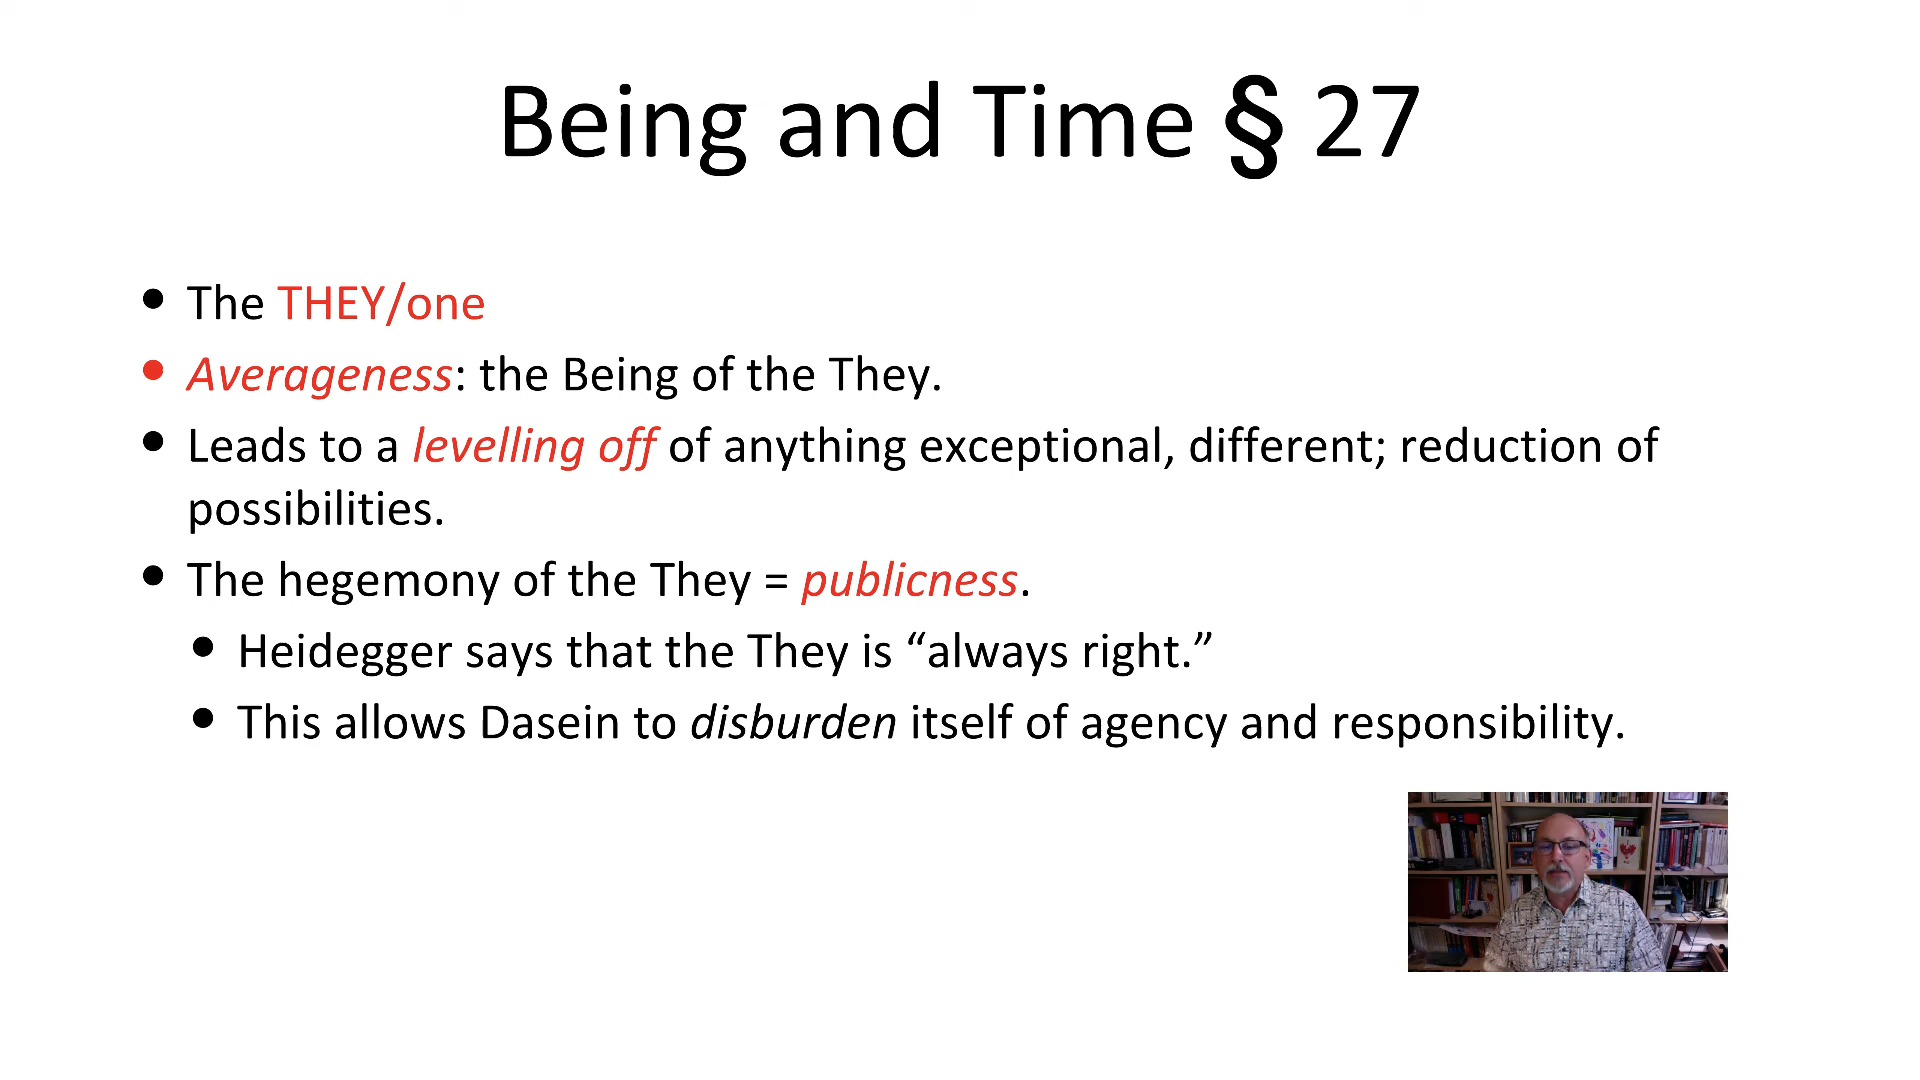 Being and Time § 27
• The THEY/one
• Averageness: the Being of the They.
• Leads to a levelling off of anything exceptional, different; reduction of
possibilities.
• The hegemony of the They = publicness.
• Heidegger says that the They is “always right.”
• This allows Dasein to disburden itself of agency and responsibility.